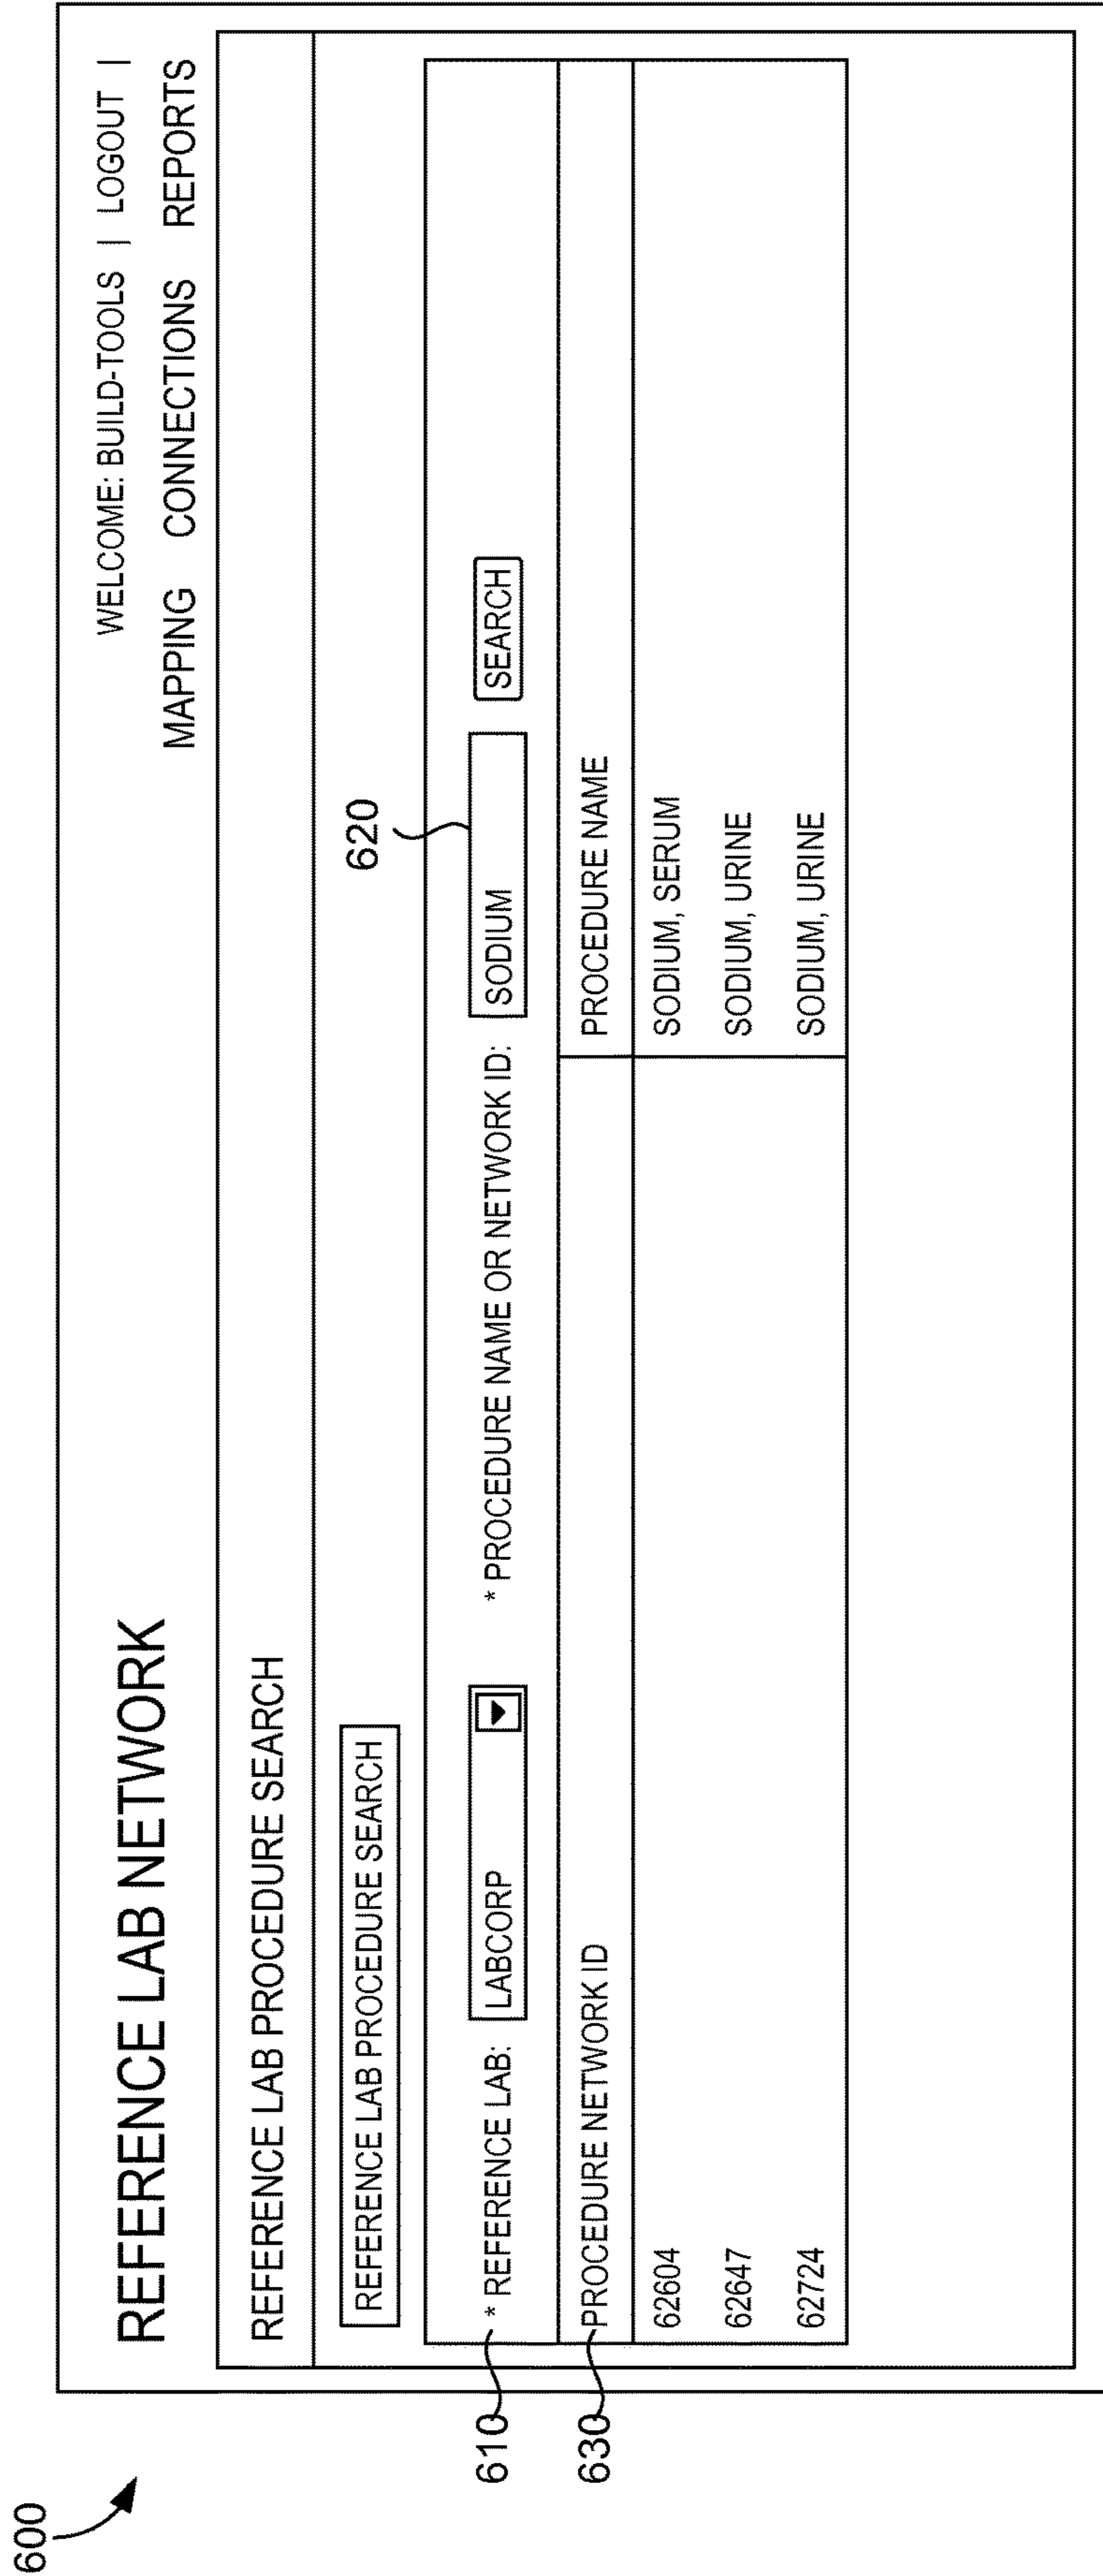 600
REFERENCE LAB NETWORK
WELCOME: BUILD-TOOLS | LOGOUT |
MAPPING CONNECTIONS REPORTS
REFERENCE LAB PROCEDURE SEARCH
REFERENCE LAB PROCEDURE SEARCH
620
610 * REFERENCE LAB: LABCORP * PROCEDURE NAME OR NETWORK ID: SODIUM SEARCH
630 PROCEDURE NETWORK ID PROCEDURE NAME
62604 SODIUM, SERUM
62647 SODIUM, URINE
62724 SODIUM, URINE